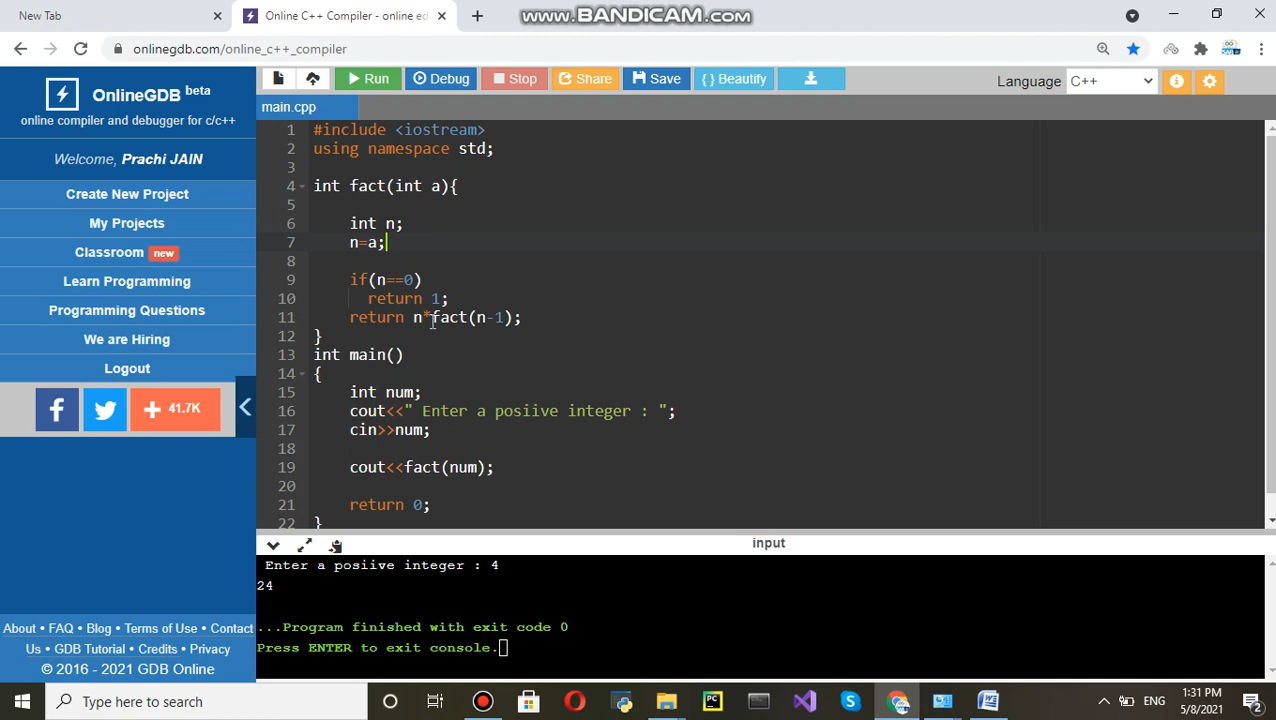 New Tab
Online C++ Compiler - online ed
www.BANDICAM.com
onlinegdb.com/online_c++_compiler
OnlineGDB beta
online compiler and debugger for c/c++
Welcome, Prachi JAIN
Create New Project
My Projects
Classroom new
Learn Programming
Programming Questions
We are Hiring
Logout
41.7K
About • FAQ • Blog • Terms of Use • Contact
Us • GDB Tutorial • Credits • Privacy
© 2016 - 2021 GDB Online
Run Debug Stop Share Save { } Beautify
Language C++
main.cpp
1 #include <iostream>
2 using namespace std;
3
4 int fact(int a){
5
6 int n;
7 n=a;
8
9 if(n==0)
10 return 1;
11 return n*fact(n-1);
12 }
13 int main()
14 {
15 int num;
16 cout<<" Enter a posiive integer : ";
17 cin>>num;
18
19 cout<<fact(num);
20
21 return 0;
22 }
input
Enter a posiive integer : 4
24
...Program finished with exit code 0
Press ENTER to exit console.
Type here to search
PC
ENG
1:31 PM
5/8/2021
2